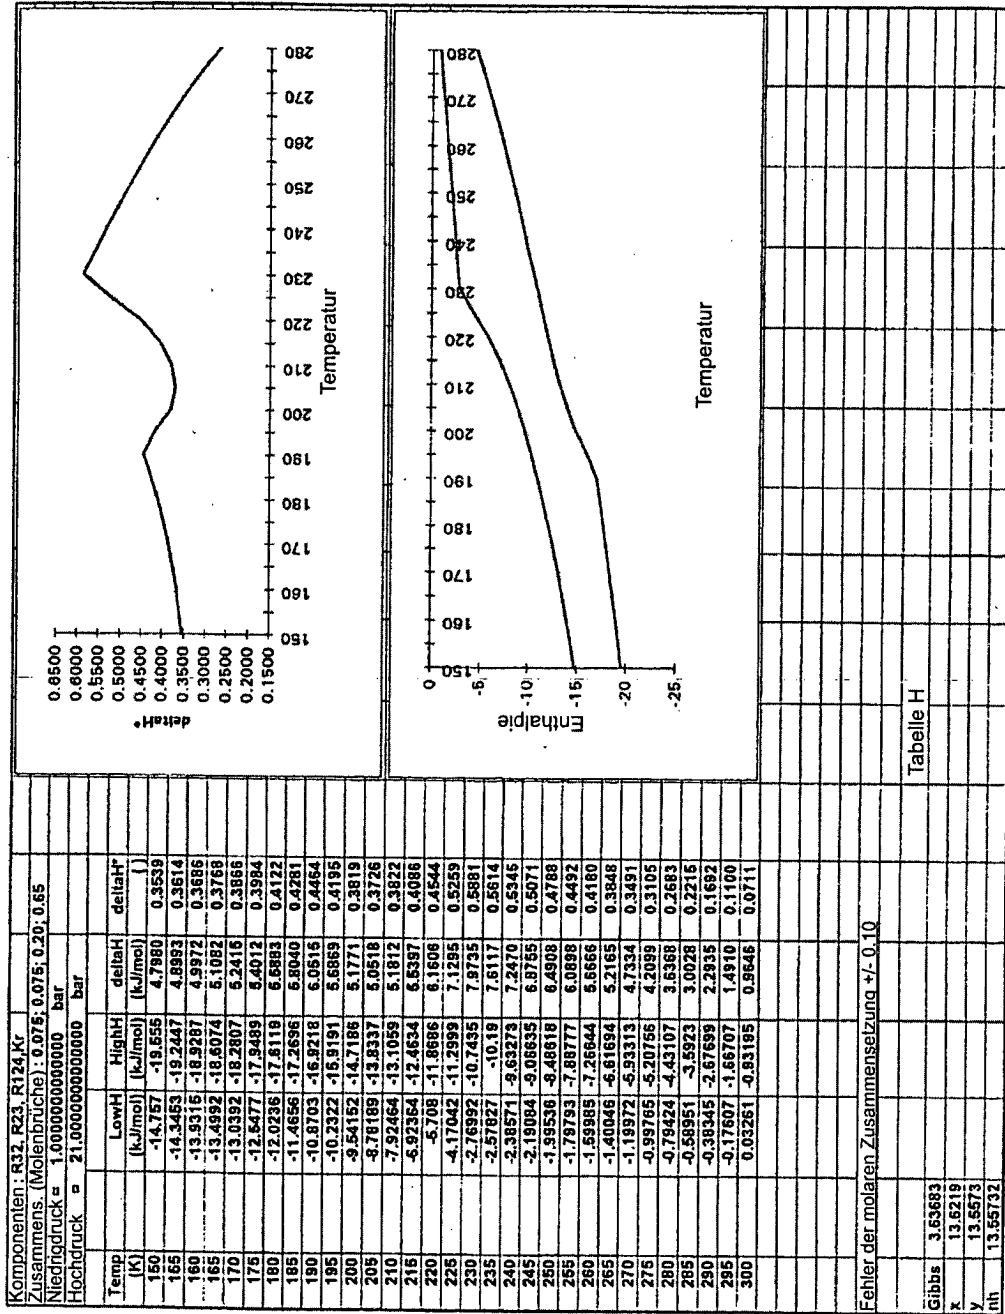 Komponenten : R32, R23, R124,Kr
Zusammens. (Molenbrüche) : 0,075; 0.075; 0.20; 0.65
Niedrigdruck = 1.00000000000000 bar
Hochdruck = 21.00000000000000 bar
Temp LowH HighH deltaH deltaH*
(K) (kJ/mol) (kJ/mol) (kJ/mol) ( )
150 -14.757 -19.555 4.7980 0.3539
155 -14.3453 -19.2447 4.8993 0.3614
160 -13.9315 -18.9287 4.9972 0.3686
165 -13.4992 -18.6074 5.1082 0.3768
170 -13.0392 -18.2807 5.2415 0.3866
175 -12.5477 -17.9489 5.4012 0.3984
180 -12.0236 -17.6119 5.5883 0.4122
185 -11.4656 -17.2696 5.8040 0.4281
190 -10.8703 -16.9218 6.0515 0.4464
195 -10.2322 -15.9191 5.6869 0.4195
200 -9.54152 -14.7186 5.1771 0.3819
205 -8.78189 -13.8337 5.0518 0.3726
210 -7.92464 -13.1059 5.1812 0.3822
215 -6.92364 -12.4634 5.5397 0.4086
220 -5.708 -11.8686 6.1606 0.4544
225 -4.17042 -11.2999 7.1295 0.5259
230 -2.76992 -10.7435 7.9735 0.5881
235 -2.57827 -10.19 7.6117 0.5614
240 -2.38571 -9.63273 7.2470 0.5345
245 -2.19084 -9.06635 6.8755 0.5071
250 -1.99536 -8.48618 6.4908 0.4788
255 -1.79793 -7.88777 6.0898 0.4492
260 -1.59985 -7.26644 5.6666 0.4180
265 -1.40046 -6.61694 5.2165 0.3848
270 -1.19972 -5.93313 4.7334 0.3491
275 -0.99765 -5.20756 4.2099 0.3105
280 -0.79424 -4.43107 3.6368 0.2683
285 -0.58951 -3.5923 3.0028 0.2215
290 -0.38345 -2.67699 2.2935 0.1692
295 -0.17607 -1.66707 1.4910 0.1100
300 0.03261 -0.93195 0.9646 0.0711
Fehler der molaren Zusammensetzung +/- 0.10
Gibbs 3.63683
x 13.6219
y 13.5573
th 13.55732
deltaH*
0.6500
0.6000
0.5500
0.5000
0.4500
0.4000
0.3500
0.3000
0.2500
0.2000
0.1500
150 160 170 180 190 200 210 220 230 240 250 260 270 280
Temperatur
Enthalpie
0
-5
-10
-15
-20
-25
150 160 170 180 190 200 210 220 230 240 250 260 270 280
Temperatur
Tabelle H